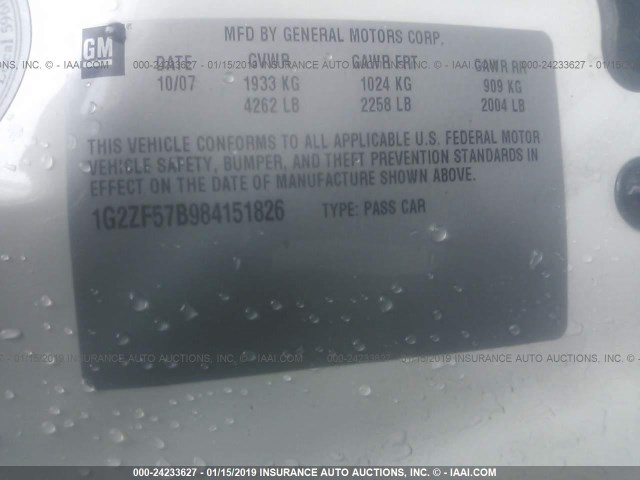 GM
MFD BY GENERAL MOTORS CORP.
DATE GVWR GAWR FRT GAWR RR
10/07 1933 KG 1024 KG 909 KG
4262 LB 2258 LB 2004 LB
THIS VEHICLE CONFORMS TO ALL APPLICABLE U.S. FEDERAL MOTOR
VEHICLE SAFETY, BUMPER, AND THEFT PREVENTION STANDARDS IN
EFFECT ON THE DATE OF MANUFACTURE SHOWN ABOVE.
1G2ZF57B984151826 TYPE: PASS CAR
000-24233627 - 01/15/2019 INSURANCE AUTO AUCTIONS - © IAAI.COM